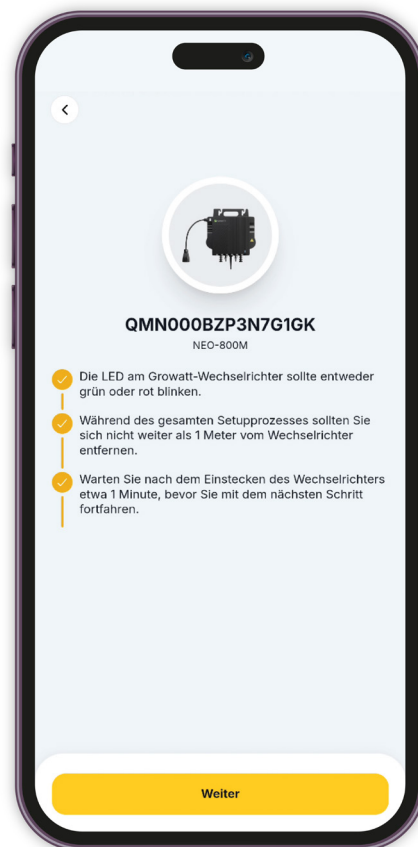 QMN000BZP3N7G1GK
NEO-800M
Die LED am Growatt-Wechselrichter sollte entweder
grün oder rot blinken.
Während des gesamten Setupprozesses sollten Sie
sich nicht weiter als 1 Meter vom Wechselrichter
entfernen.
Warten Sie nach dem Einstecken des Wechselrichters
etwa 1 Minute, bevor Sie mit dem nächsten Schritt
fortfahren.
Weiter